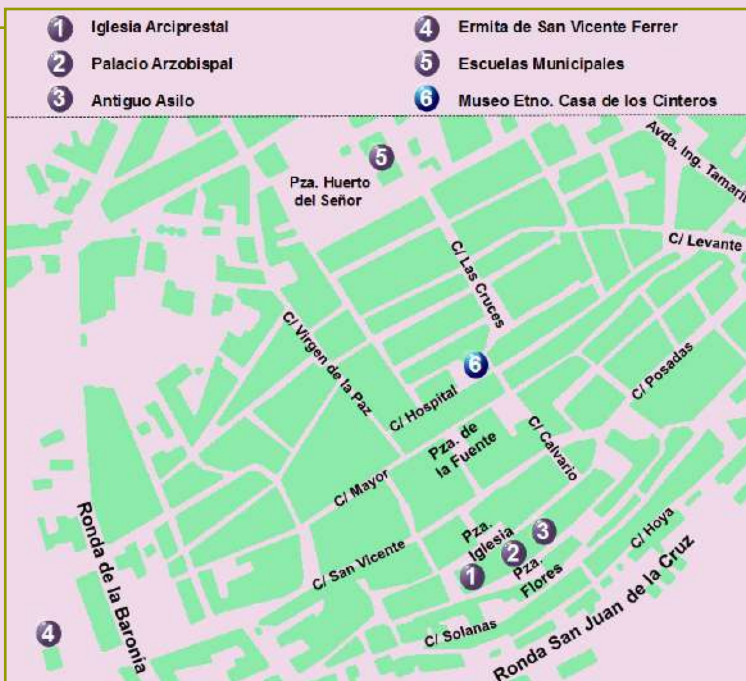 1 Iglesia Arciprestal
2 Palacio Arzobispal
3 Antiguo Asilo
4 Ermita de San Vicente Ferrer
5 Escuelas Municipales
6 Museo Etno. Casa de los Cinteros
5
Pza. Huerto
del Señor
Avda. Ing. Tamarit
C/ Levante
C/ Las Cruces
C/ Virgen de la Paz
6
C/ Hospital
C/ Posadas
Pza. de
la Fuente
C/ Calvario
C/ Mayor
Pza.
Iglesia
3
2
1
Pza.
Flores
C/ Hoya
C/ San Vicente
Ronda de la Baronía
4
C/ Solanas
Ronda San Juan de la Cruz